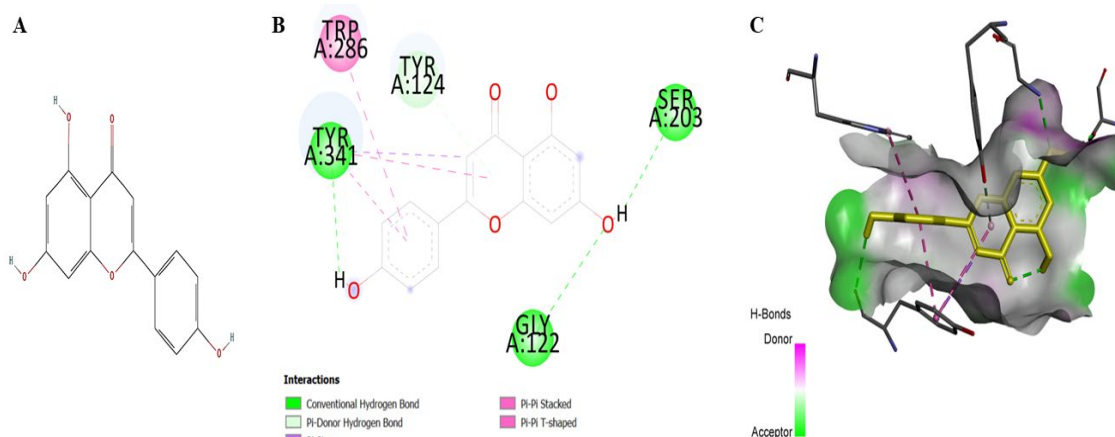 A
B
C
TRP
A:286
TYR
A:124
TYR
A:341
SER
A:203
GLY
A:122
H
O
O
H
O
H
O
O
O
O
O
H
O
H
Interactions
Conventional Hydrogen Bond
Pi-Donor Hydrogen Bond
Pi-Pi Stacked
Pi-Pi T-shaped
H-Bonds
Donor
Acceptor